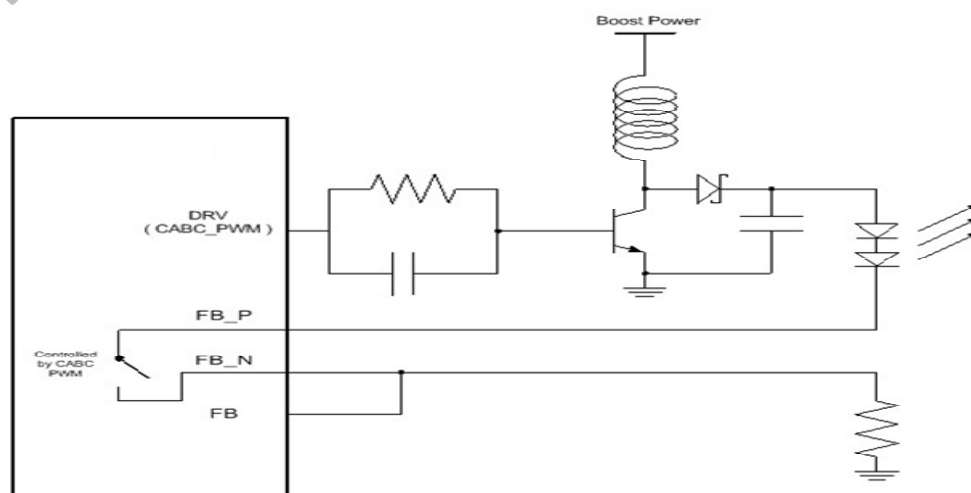 Boost Power
DRV
( CABC_PWM )
FB_P
Controlled
by CABC
PWM
FB_N
FB